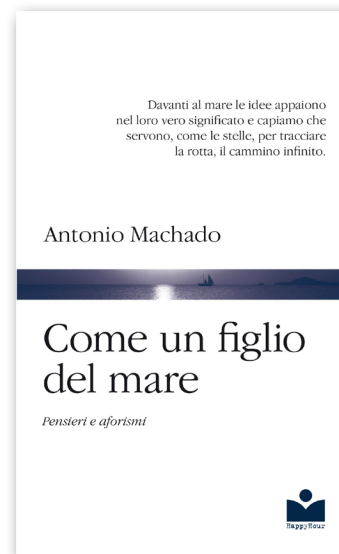 Davanti al mare le idee appaiono
nel loro vero significato e capiamo che
servono, come le stelle, per tracciare
la rotta, il cammino infinito.
Antonio Machado
Come un figlio
del mare
Pensieri e aforismi
HappyHour